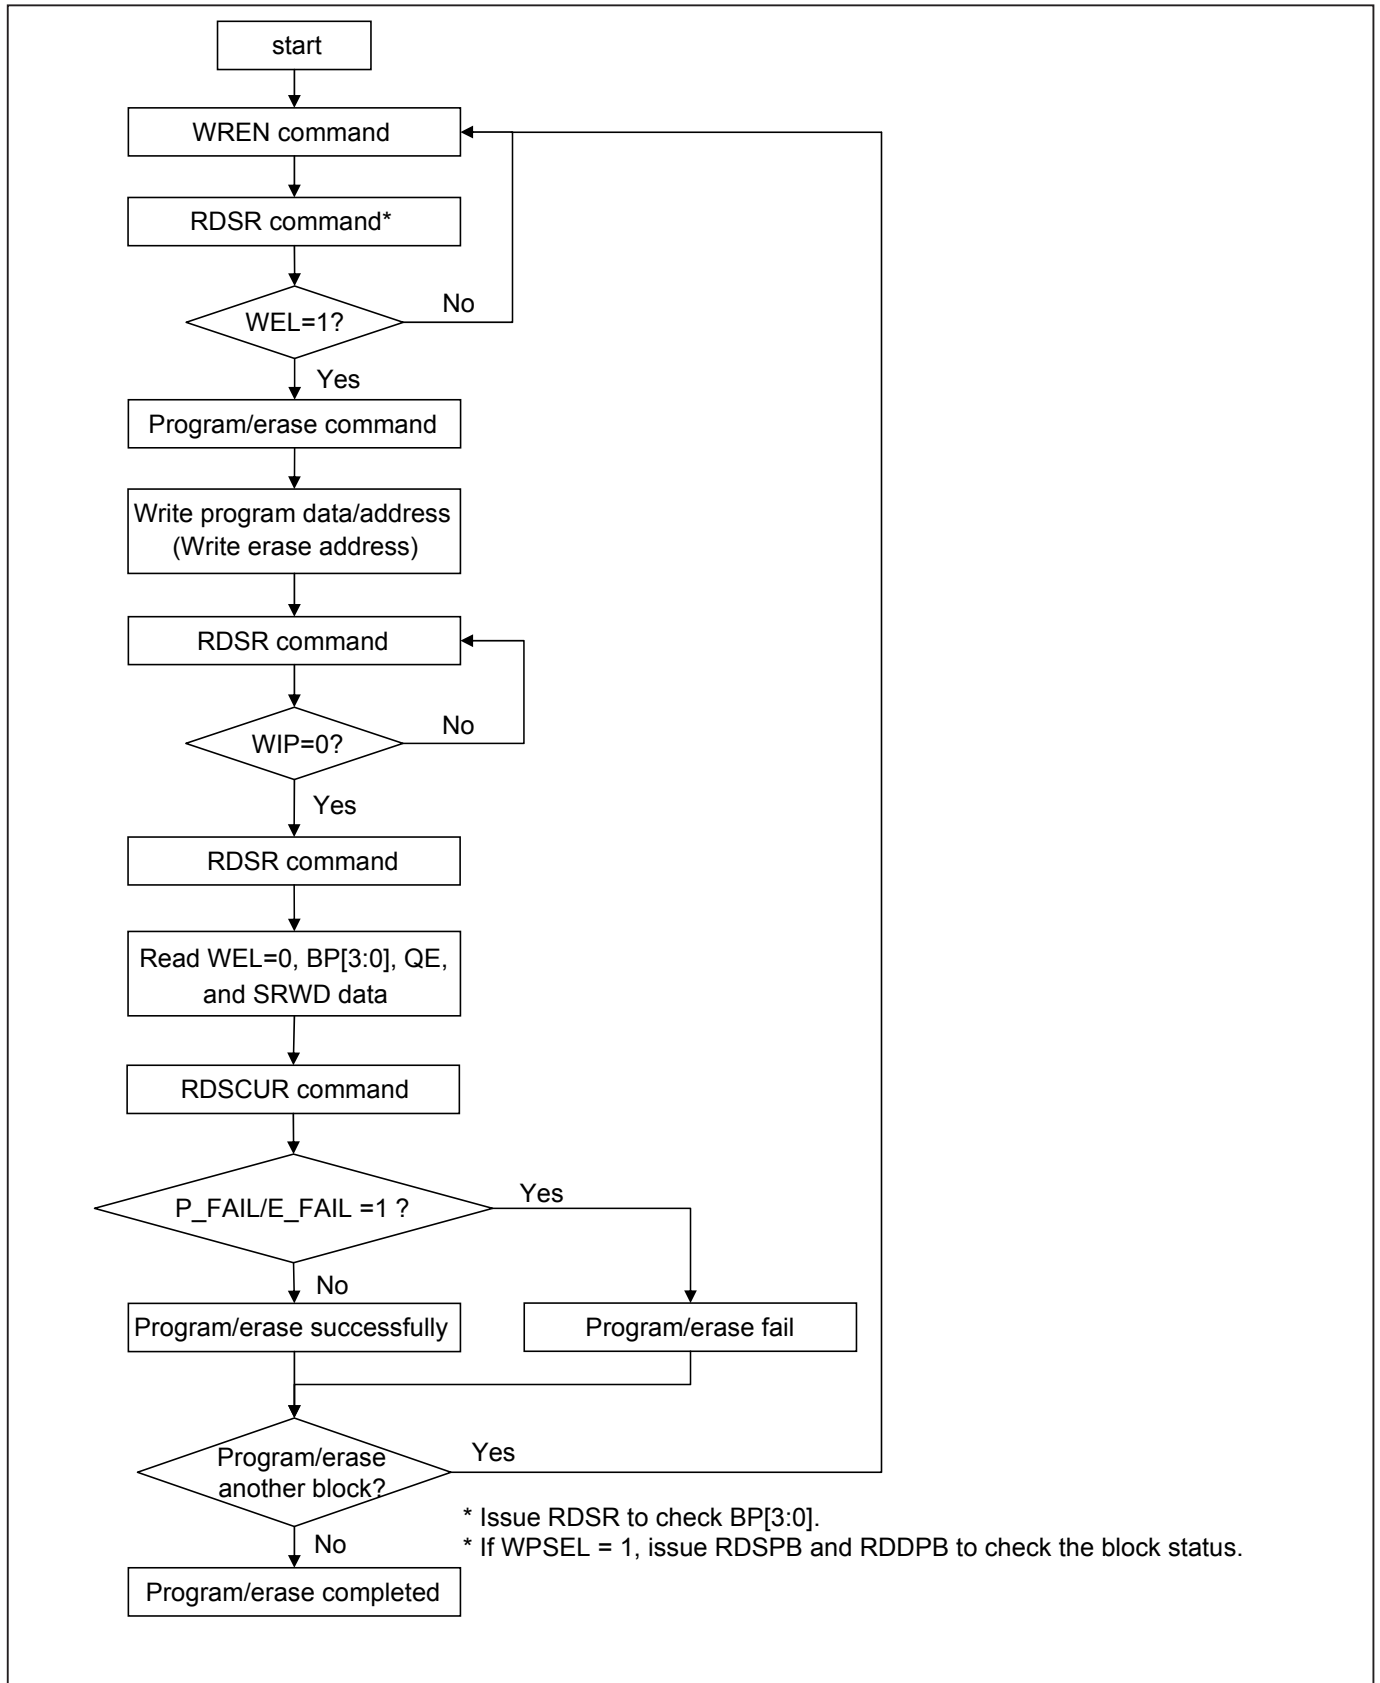 start
WREN command
RDSR command*
WEL=1?
No
Yes
Program/erase command
Write program data/address
(Write erase address)
RDSR command
WIP=0?
No
Yes
RDSR command
Read WEL=0, BP[3:0], QE,
and SRWD data
RDSCUR command
P_FAIL/E_FAIL =1 ?
Yes
No
Program/erase successfully
Program/erase fail
Program/erase
another block?
Yes
* Issue RDSR to check BP[3:0].
* If WPSEL = 1, issue RDSPB and RDDPB to check the block status.
No
Program/erase completed